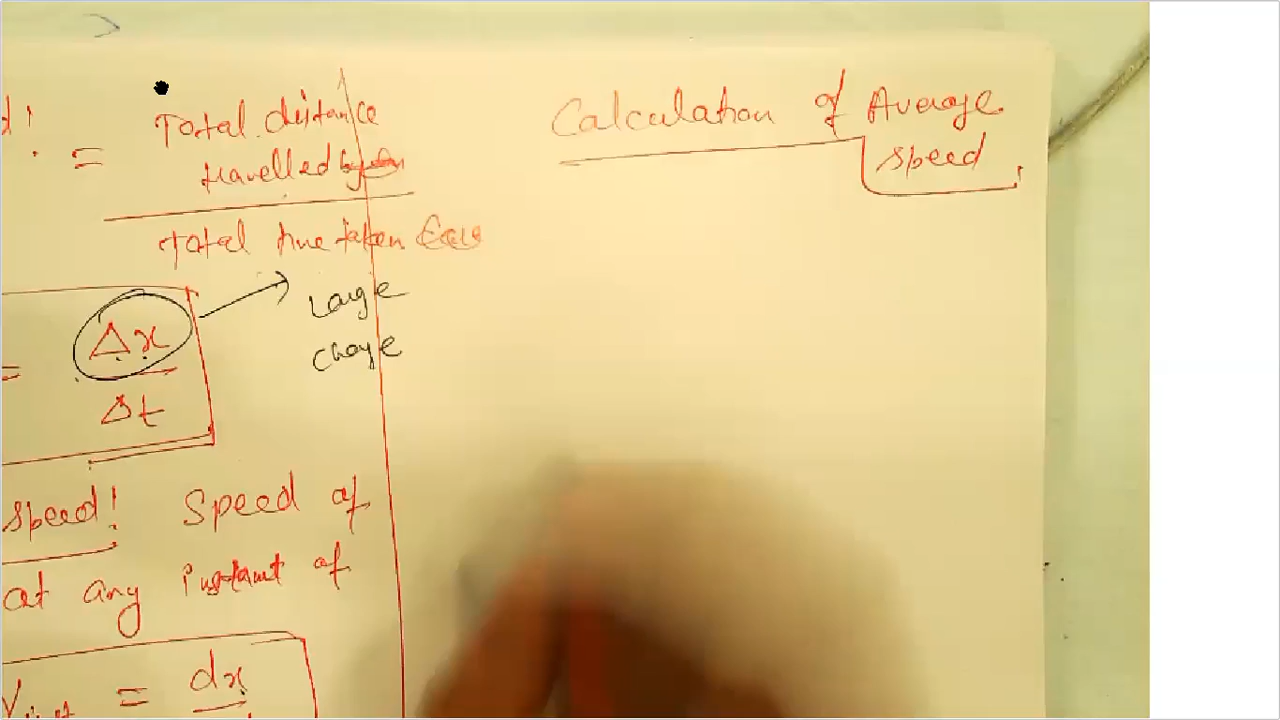 d!
= Total distance
travelled
Total time taken
Large
Change
= Δx
Δt
speed! Speed of
at any instant of
V = dx
Calculation of Average
speed